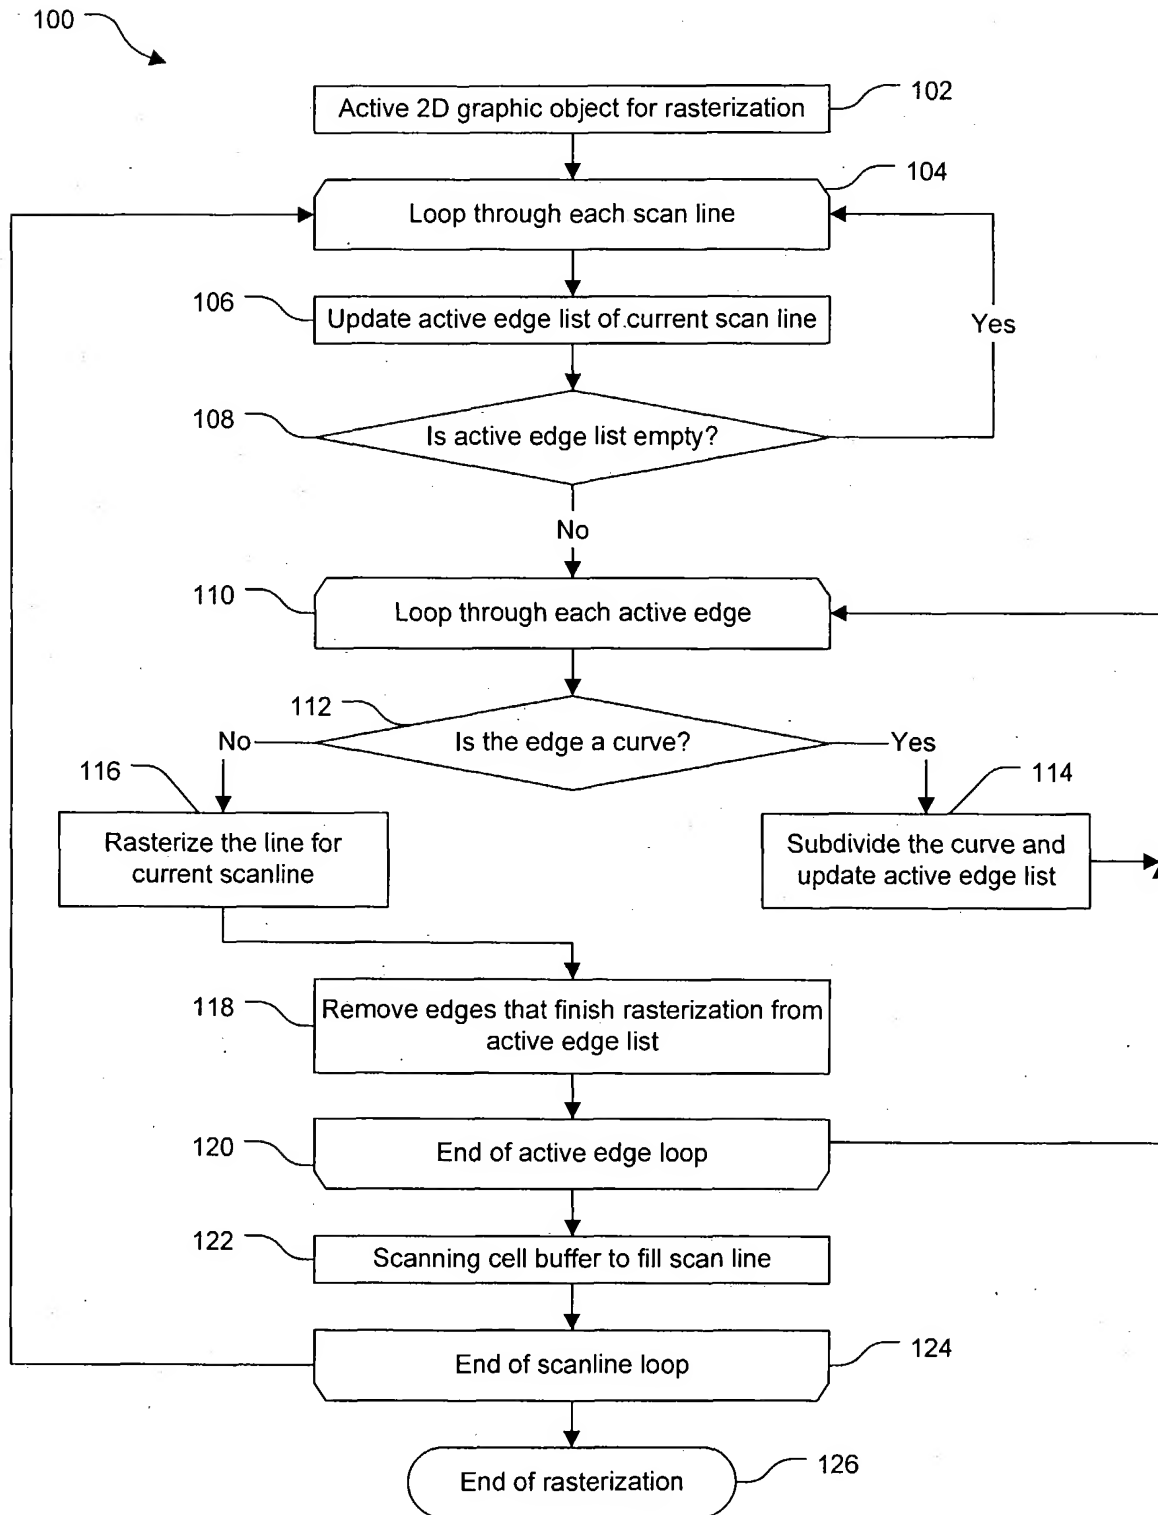 100
Active 2D graphic object for rasterization
102
104
Loop through each scan line
106
Update active edge list of current scan line
Yes
108
Is active edge list empty?
No
110
Loop through each active edge
112
Is the edge a curve?
No
Yes
116
114
Rasterize the line for
current scanline
Subdivide the curve and
update active edge list
118
Remove edges that finish rasterization from
active edge list
120
End of active edge loop
122
Scanning cell buffer to fill scan line
End of scanline loop
124
End of rasterization
126